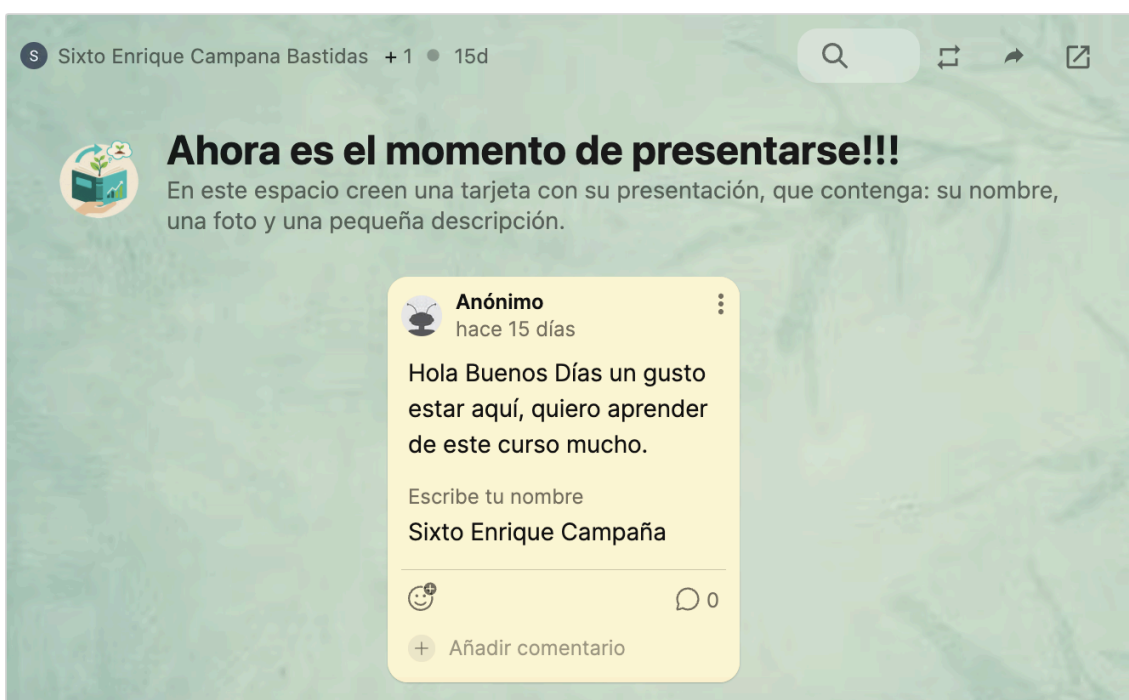 S Sixto Enrique Campana Bastidas + 1 15d
Ahora es el momento de presentarse!!!
En este espacio creen una tarjeta con su presentación, que contenga: su nombre,
una foto y una pequeña descripción.
Anónimo
hace 15 días
Hola Buenos Días un gusto
estar aquí, quiero aprender
de este curso mucho.
Escribe tu nombre
Sixto Enrique Campaña
0
+ Añadir comentario